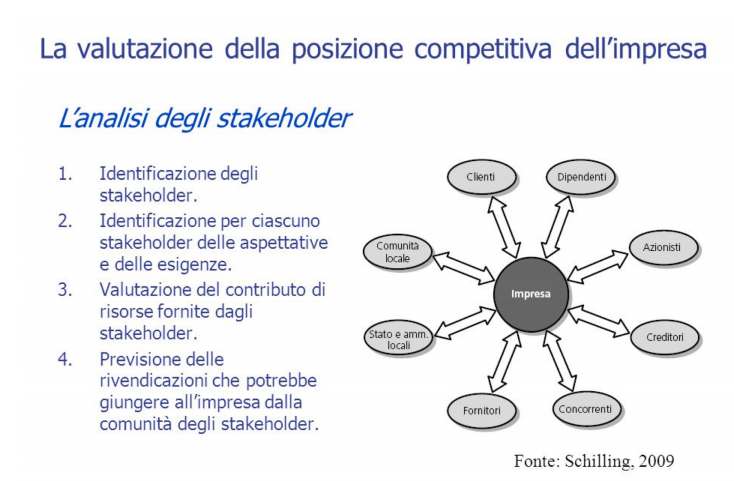 La valutazione della posizione competitiva dell'impresa
L'analisi degli stakeholder
1. Identificazione degli
stakeholder.
2. Identificazione per ciascuno
stakeholder delle aspettative
e delle esigenze.
3. Valutazione del contributo di
risorse fornite dagli
stakeholder.
4. Previsione delle
rivendicazioni che potrebbe
giungere all'impresa dalla
comunità degli stakeholder.
Clienti
Dipendenti
Comunità
locale
Azionisti
Impresa
Stato e amm.
locali
Creditori
Fornitori
Concorrenti
Fonte: Schilling, 2009